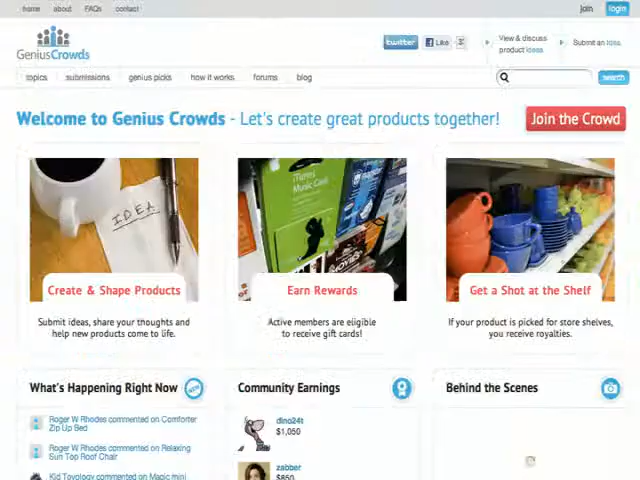 home about FAQs contact join login
GeniusCrowds
twitter Like View & discuss product ideas Submit an idea
topics submissions genius picks how it works forums blog search
Welcome to Genius Crowds - Let's create great products together! Join the Crowd
IDEA
iTunes
Music Card
MOVIES
Create & Shape Products Earn Rewards Get a Shot at the Shelf
Submit ideas, share your thoughts and
help new products come to life.
Active members are eligible
to receive gift cards!
If your product is picked for store shelves,
you receive royalties.
What's Happening Right Now NEW Community Earnings Behind the Scenes
Roger W Rhodes commented on Comforter
Zip Up Bed
Roger W Rhodes commented on Relaxing
Sun Top Roof Chair
Kid Toyology commented on Magic mini
dino24t
$1,050
zabber
$850